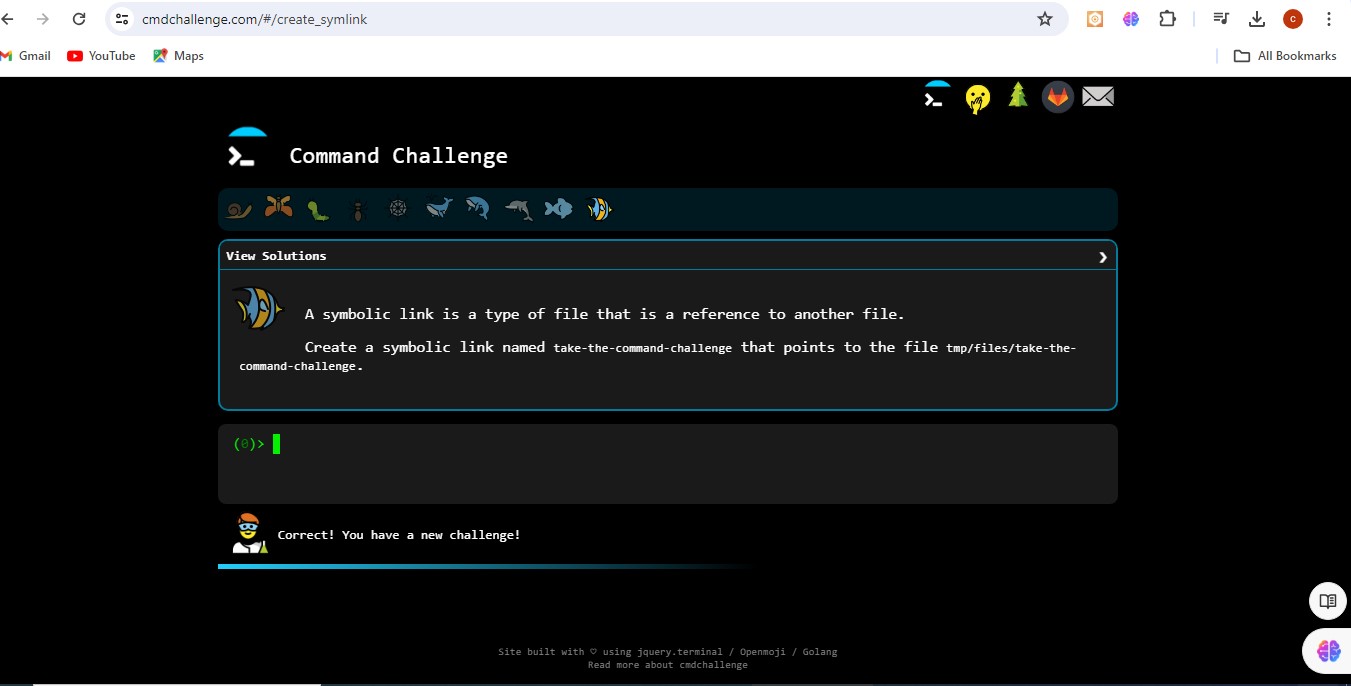 cmdchallenge.com/#/create_symlink
C
Gmail YouTube Maps All Bookmarks
Command Challenge
View Solutions
A symbolic link is a type of file that is a reference to another file.
Create a symbolic link named take-the-command-challenge that points to the file tmp/files/take-the-
command-challenge.
(0)>
Correct! You have a new challenge!
Site built with ♡ using jquery.terminal / Openmoji / Golang
Read more about cmdchallenge